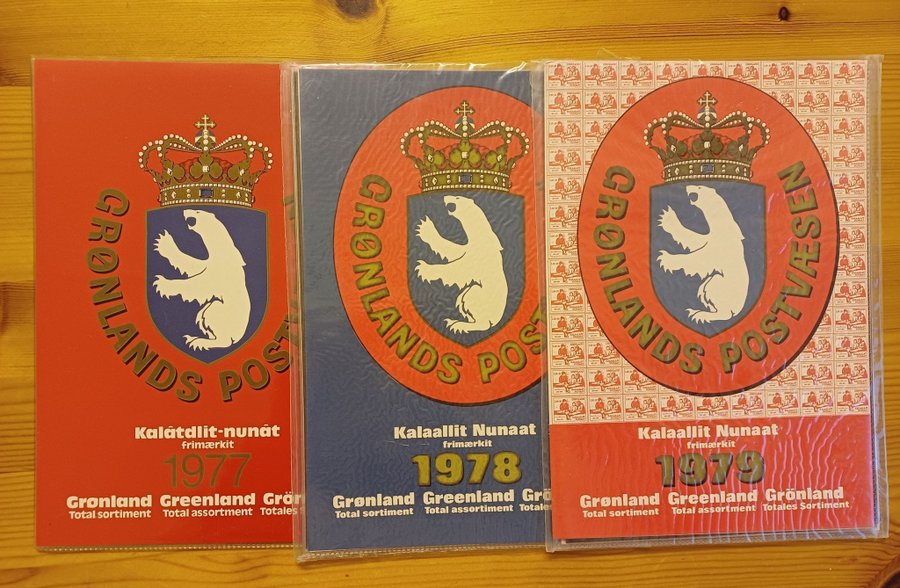 GRØNLANDS POST
Kalâtdlit-nunât
frimærkit
1977
Grønland Greenland Grön
Total sortiment Total assortment Totales
GRØNLANDS POST
Kalaallit Nunaat
frimærkit
1978
Grønland Greenland Grö
Total sortiment Total assortment Totale
GRØNLANDS POSTVÆSEN
Kalaallit Nunaat
frimærkit
1979
Grønland Greenland Grönland
Total sortiment Total assortment Totales Sortiment